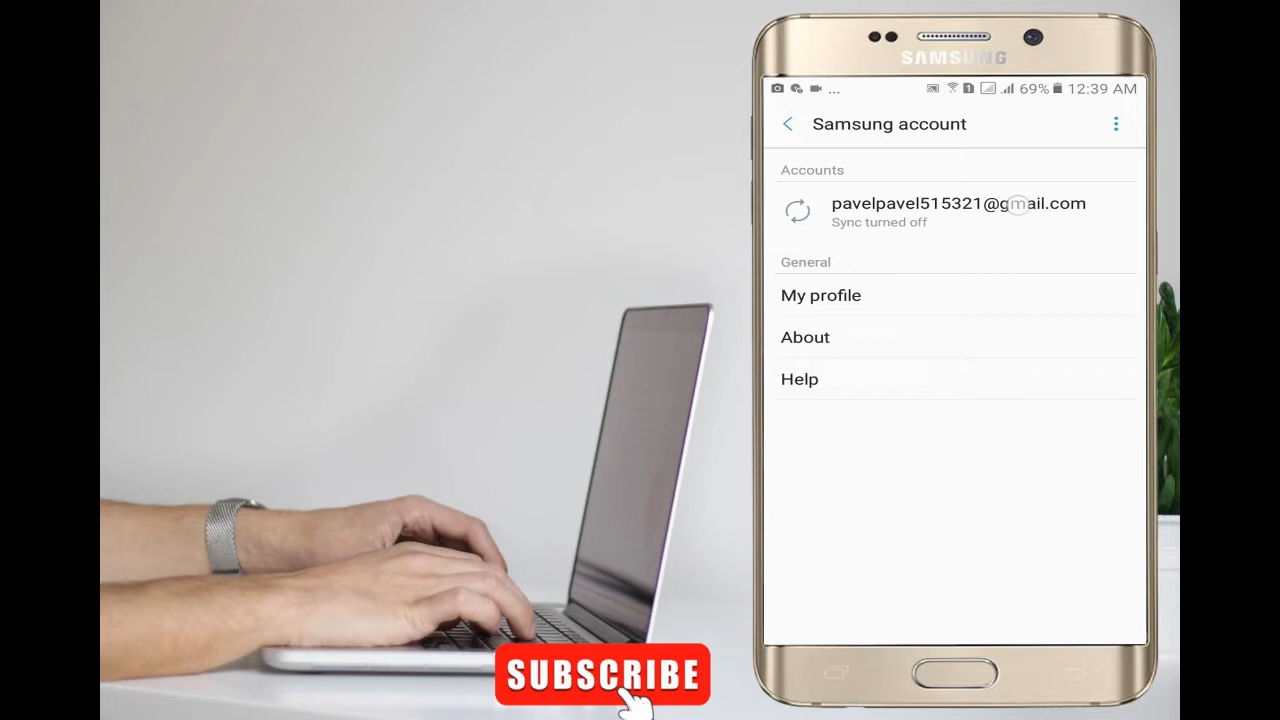 SAMSUNG
... 1 69% 12:39 AM
Samsung account
Accounts
pavelpavel515321@gmail.com
Sync turned off
General
My profile
About
Help
SUBSCRIBE